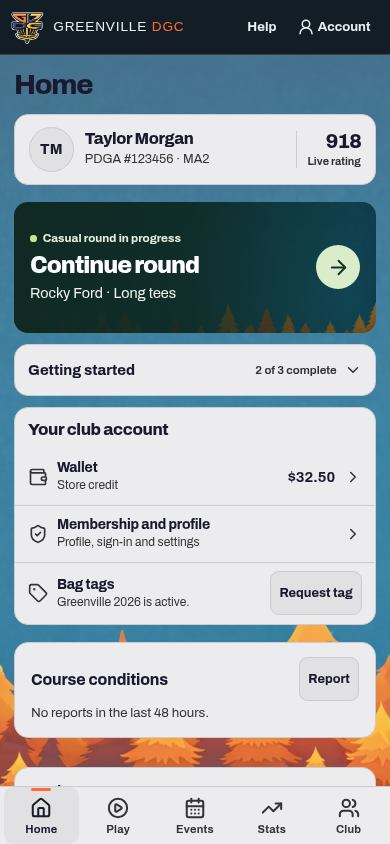 GREENVILLE DGC
Help
Account
Home
TM
Taylor Morgan
PDGA #123456 · MA2
918
Live rating
Casual round in progress
Continue round
Rocky Ford · Long tees
Getting started
2 of 3 complete
Your club account
Wallet
Store credit
$32.50
Membership and profile
Profile, sign-in and settings
Bag tags
Greenville 2026 is active.
Request tag
Course conditions
Report
No reports in the last 48 hours.
Home
Play
Events
Stats
Club